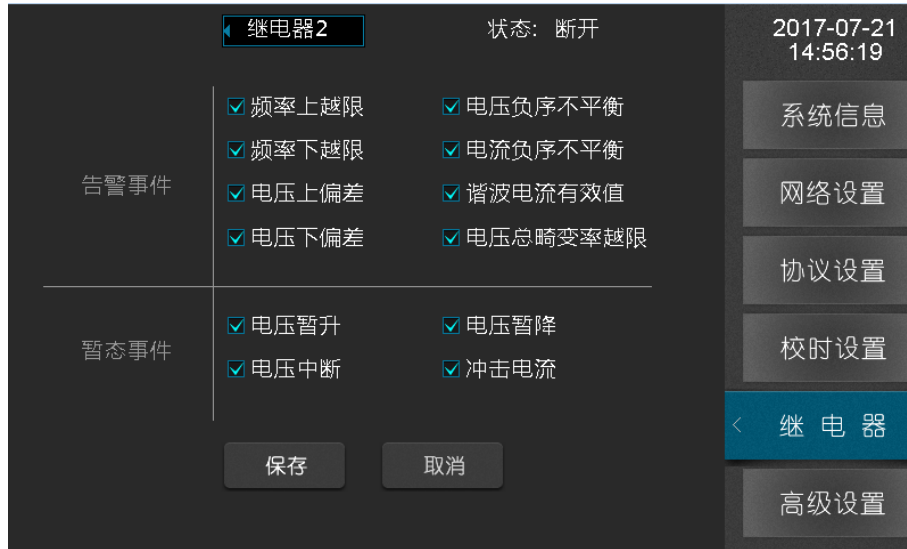 继电器2
状态: 断开
2017-07-21
14:56:19
告警事件
频率上越限
电压负序不平衡
频率下越限
电流负序不平衡
电压上偏差
谐波电流有效值
电压下偏差
电压总畸变率越限
暂态事件
电压暂升
电压暂降
电压中断
冲击电流
保存
取消
系统信息
网络设置
协议设置
校时设置
继 电 器
高级设置